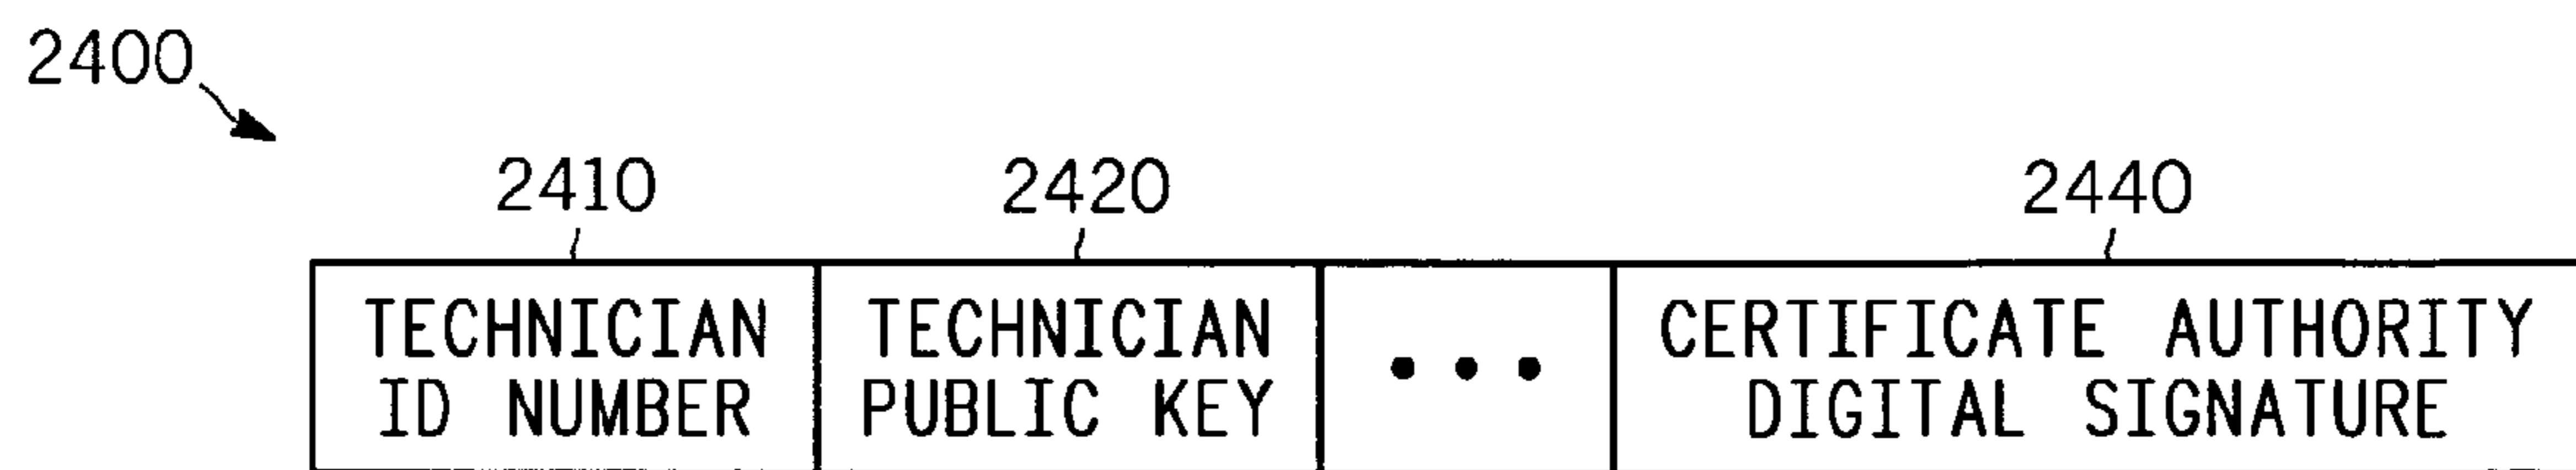 2400
2410 2420 2440
TECHNICIAN ID NUMBER
TECHNICIAN PUBLIC KEY
• • •
CERTIFICATE AUTHORITY DIGITAL SIGNATURE